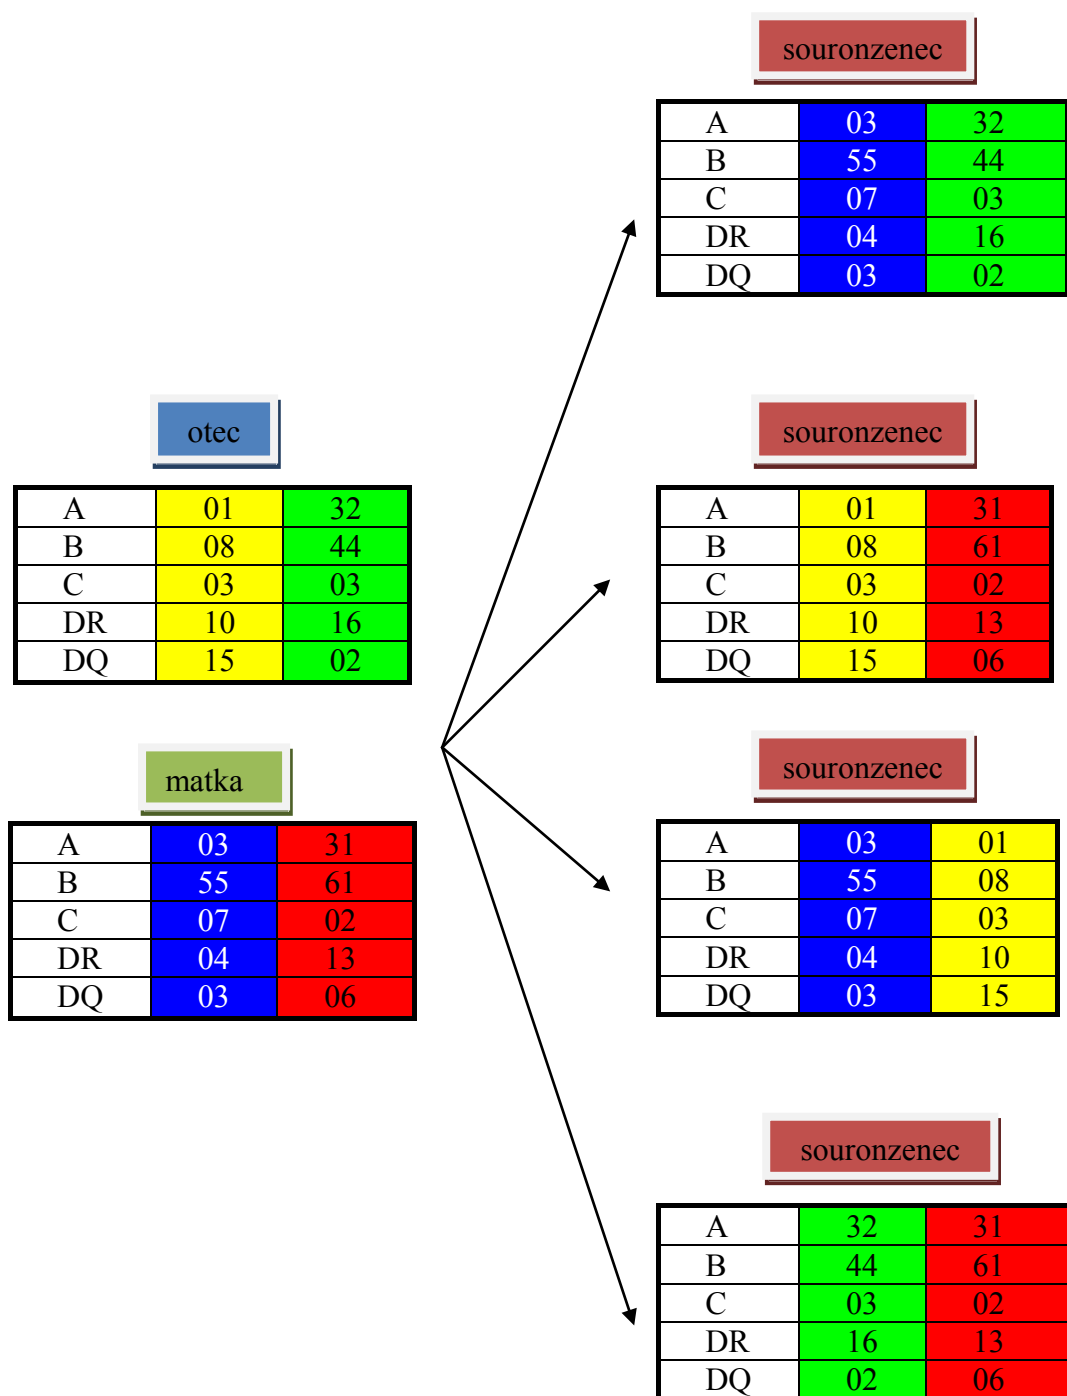 souronzenec
A 03 32
B 55 44
C 07 03
DR 04 16
DQ 03 02
otec
A 01 32
B 08 44
C 03 03
DR 10 16
DQ 15 02
souronzenec
A 01 31
B 08 61
C 03 02
DR 10 13
DQ 15 06
matka
A 03 31
B 55 61
C 07 02
DR 04 13
DQ 03 06
souronzenec
A 03 01
B 55 08
C 07 03
DR 04 10
DQ 03 15
souronzenec
A 32 31
B 44 61
C 03 02
DR 16 13
DQ 02 06